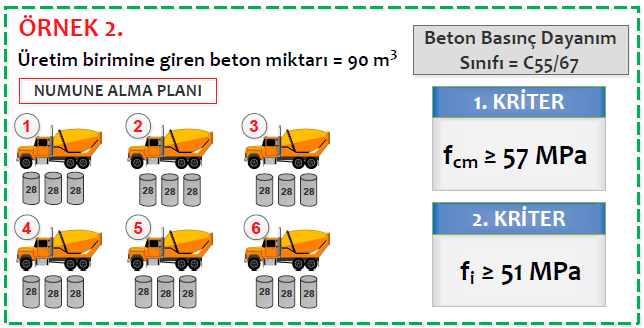 ÖRNEK 2.
Üretim birimine giren beton miktarı = 90 m³
NUMUNE ALMA PLANI
Beton Basınç Dayanım
Sınıfı = C55/67
1 2 3
28 28 28 28 28 28 28 28 28
4 5 6
28 28 28 28 28 28 28 28 28
1. KRİTER
fcm ≥ 57 MPa
2. KRİTER
fi ≥ 51 MPa